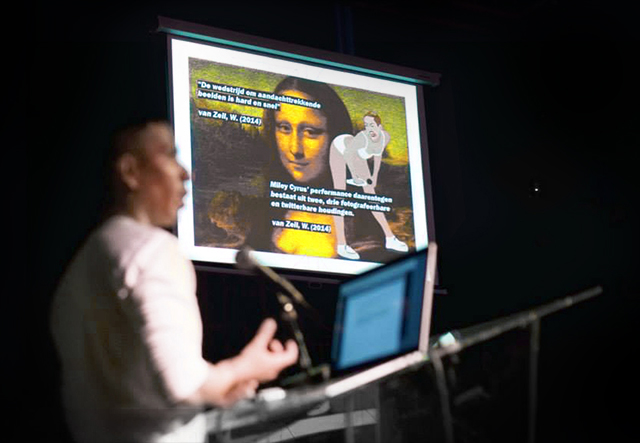 "De wedstrijd om aandachttrekkende
beelden is hard en snel"
van Zeil, W. (2014)
Miley Cyrus' performance daarentegen
bestaat uit twee, drie fotografeerbare
en twitterbare houdingen.
van Zeil, W. (2014)